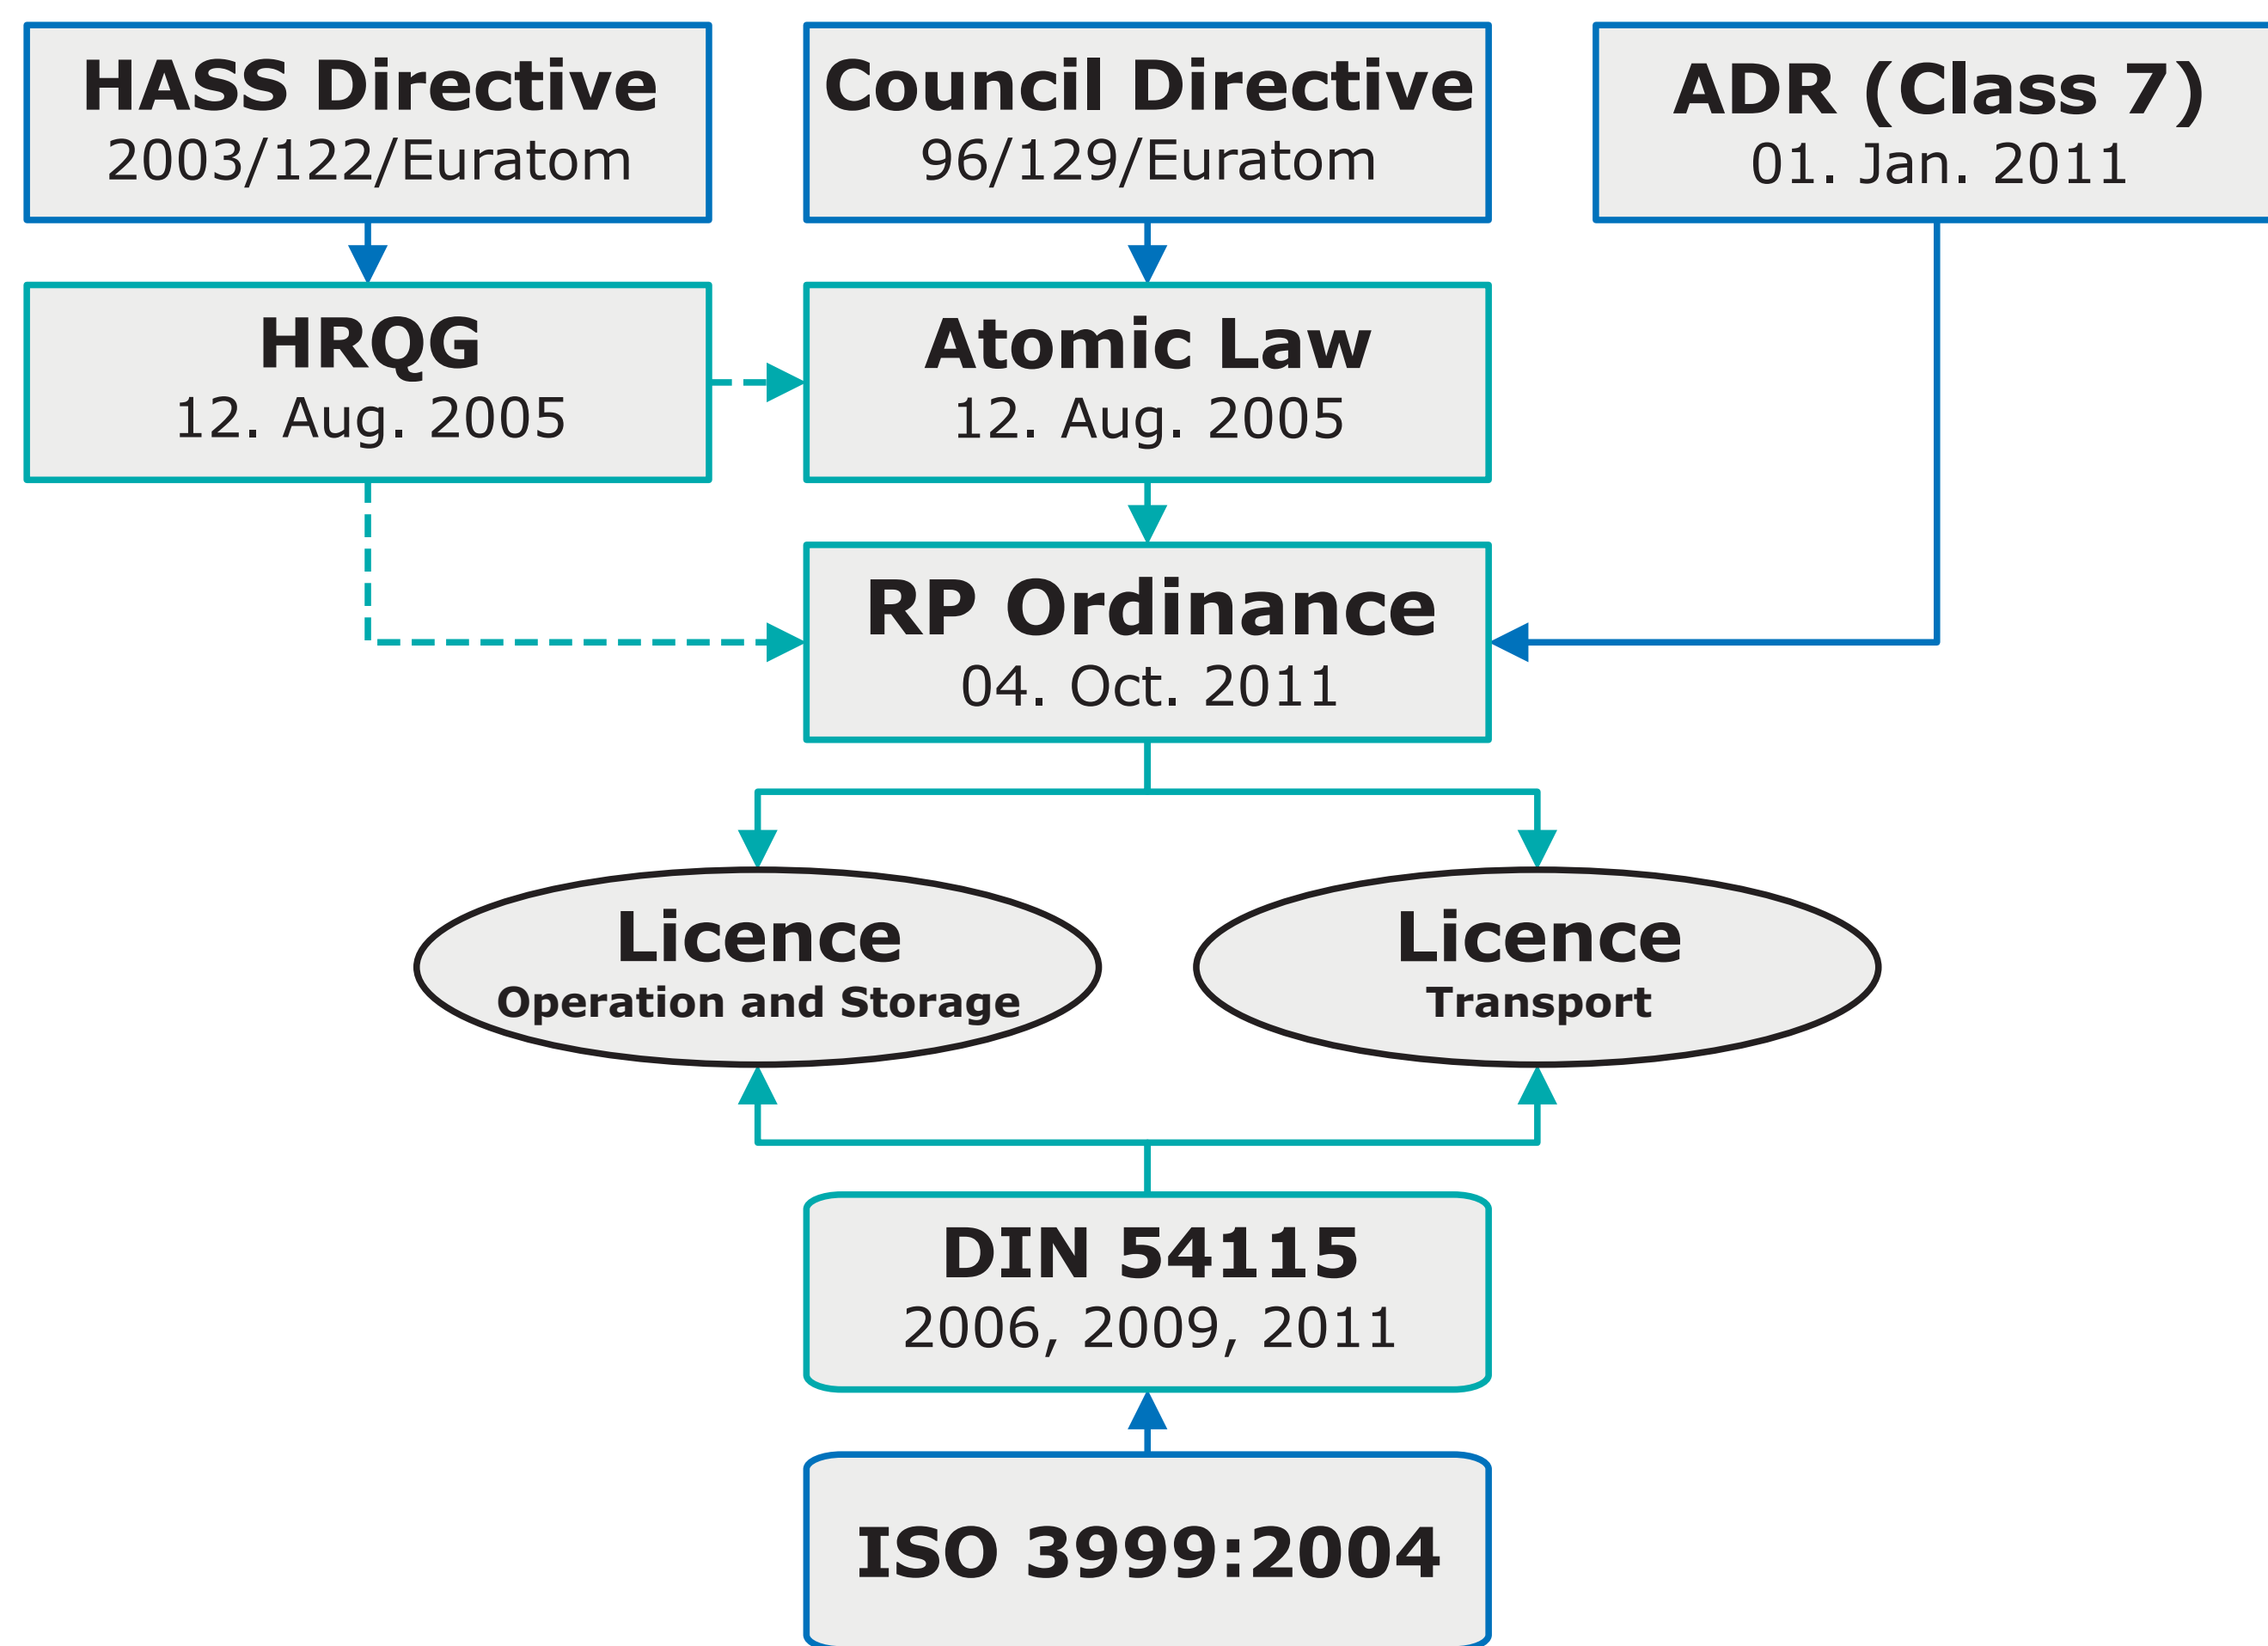 HASS Directive
2003/122/Euratom
Council Directive
96/129/Euratom
ADR (Class 7)
01. Jan. 2011
HRQG
12. Aug. 2005
Atomic Law
12. Aug. 2005
RP Ordinance
04. Oct. 2011
Licence
Operation and Storage
Licence
Transport
DIN 54115
2006, 2009, 2011
ISO 3999:2004